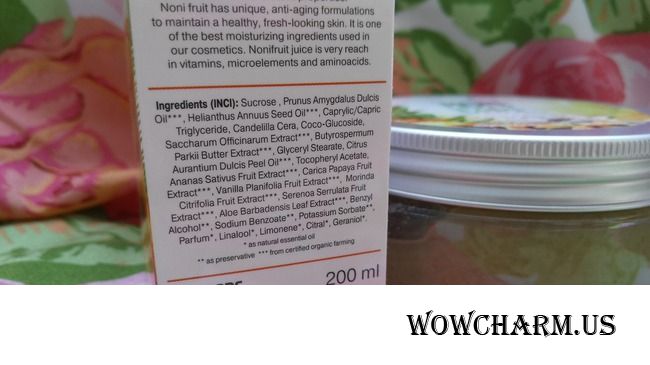 Noni fruit has unique, anti-aging formulations
to maintain a healthy, fresh-looking skin. It is one
of the best moisturizing ingredients used in
our cosmetics. Nonifruit juice is very reach
in vitamins, microelements and aminoacids.
Ingredients (INCI): Sucrose , Prunus Amygdalus Dulcis
Oil***, Helianthus Annuus Seed Oil***, Caprylic/Capric
Triglyceride, Candelilla Cera, Coco-Glucoside,
Saccharum Officinarum Extract***, Butyrospermum
Parkii Butter Extract***, Glyceryl Stearate, Citrus
Aurantium Dulcis Peel Oil***, Tocopheryl Acetate,
Ananas Sativus Fruit Extract***, Carica Papaya Fruit
Extract***, Vanilla Planifolia Fruit Extract***, Morinda
Citrifolia Fruit Extract***, Serenoa Serrulata Fruit
Extract***, Aloe Barbadensis Leaf Extract***, Benzyl
Alcohol**, Sodium Benzoate**, Potassium Sorbate**,
Parfum*, Linalool*, Limonene*, Citral*, Geraniol*.
* as natural essential oil
** as preservative *** from certified organic farming
200 ml
WOWCHARM.US